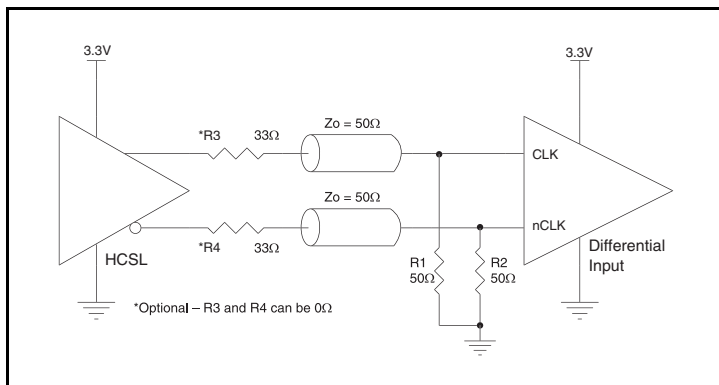 3.3V
3.3V
*R3 33Ω
Zo = 50Ω
CLK
Zo = 50Ω
*R4 33Ω
nCLK
HCSL
R1
50Ω
R2
50Ω
Differential
Input
*Optional – R3 and R4 can be 0Ω